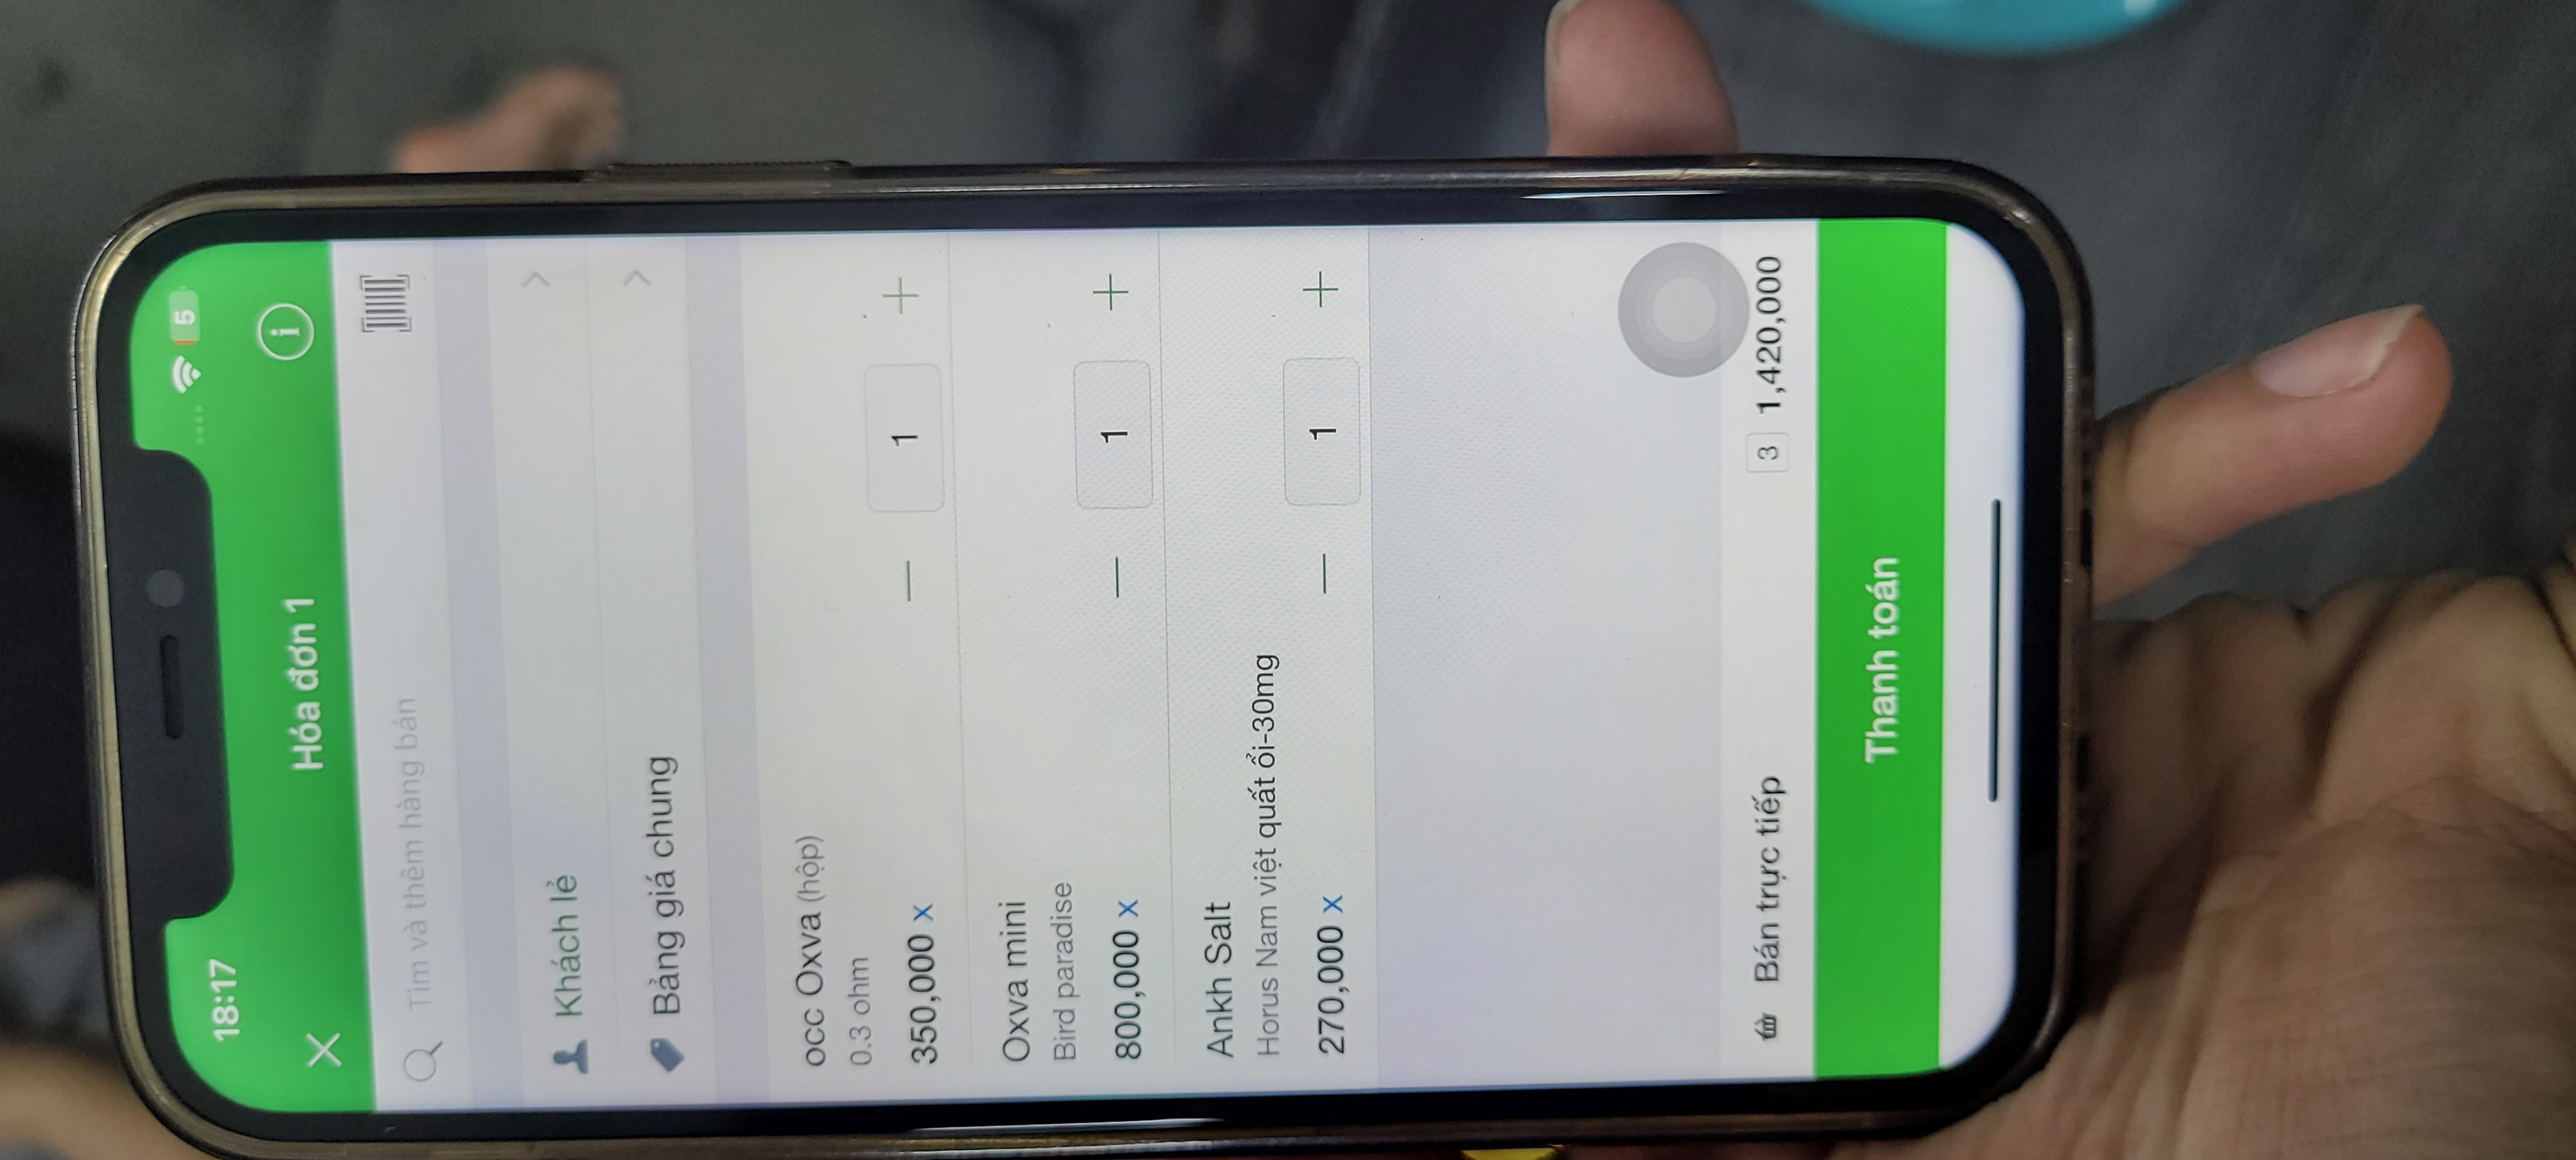 18:17
5
Hóa đơn 1
Tìm và thêm hàng bán
Khách lẻ
Bảng giá chung
occ Oxva (hộp)
0.3 ohm
350,000 x
1
Oxva mini
Bird paradise
800,000 x
1
Ankh Salt
Horus Nam việt quất ổi-30mg
270,000 x
1
Bán trực tiếp 3 1,420,000
Thanh toán